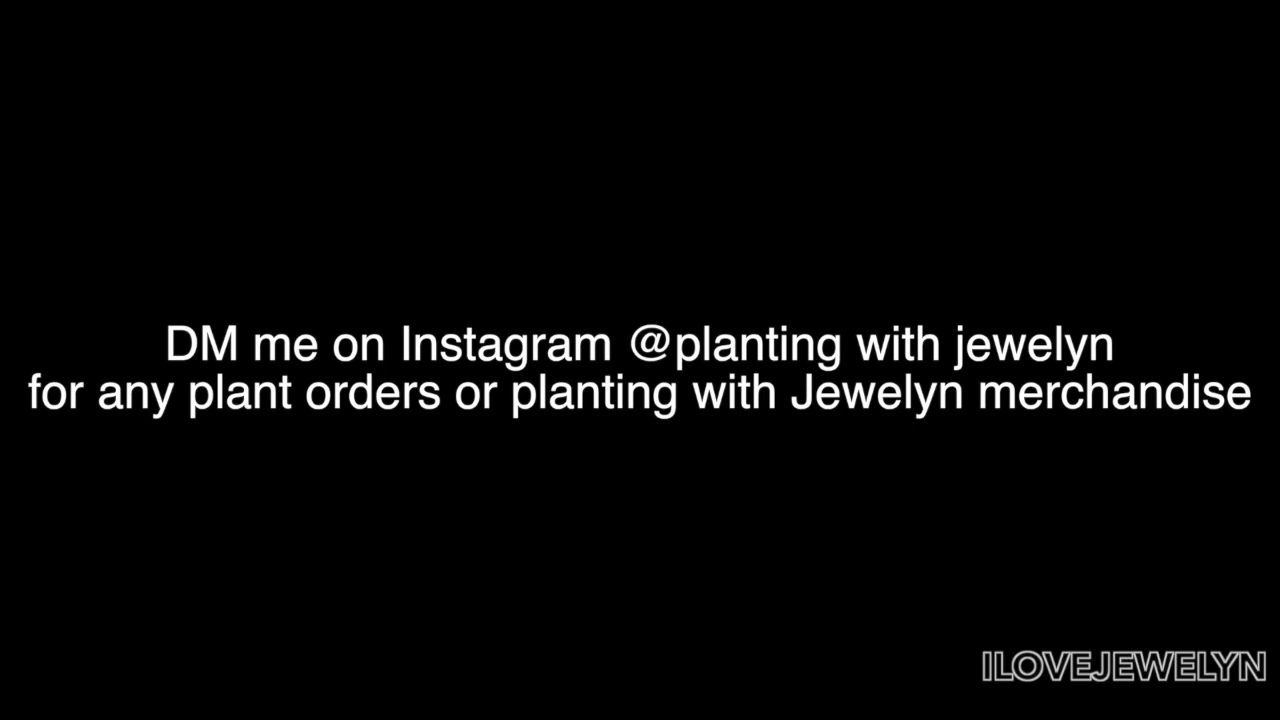 DM me on Instagram @planting with jewelyn
for any plant orders or planting with Jewelyn merchandise
ILOVEJEWELYN